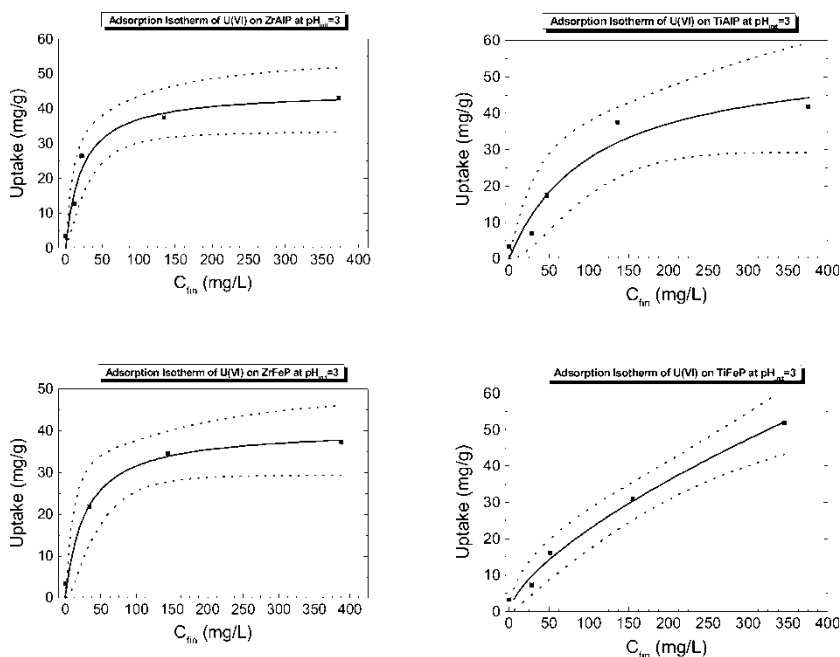 Adsorption Isotherm of U(VI) on ZrAlP at pHinit=3
60
50
40
30
20
10
0
Uptake (mg/g)
0 50 100 150 200 250 300 350 400
Cfin (mg/L)
Adsorption Isotherm of U(VI) on TiAlP at pHinit=3
60
50
40
30
20
10
0
Uptake (mg/g)
0 50 100 150 200 250 300 350 400
Cfin (mg/L)
Adsorption Isotherm of U(VI) on ZrFeP at pHinit=3
50
40
30
20
10
0
Uptake (mg/g)
0 50 100 150 200 250 300 350 400
Cfin (mg/L)
Adsorption Isotherm of U(VI) on TiFeP at pHinit=3
60
50
40
30
20
10
0
Uptake (mg/g)
0 50 100 150 200 250 300 350 400
Cfin (mg/L)